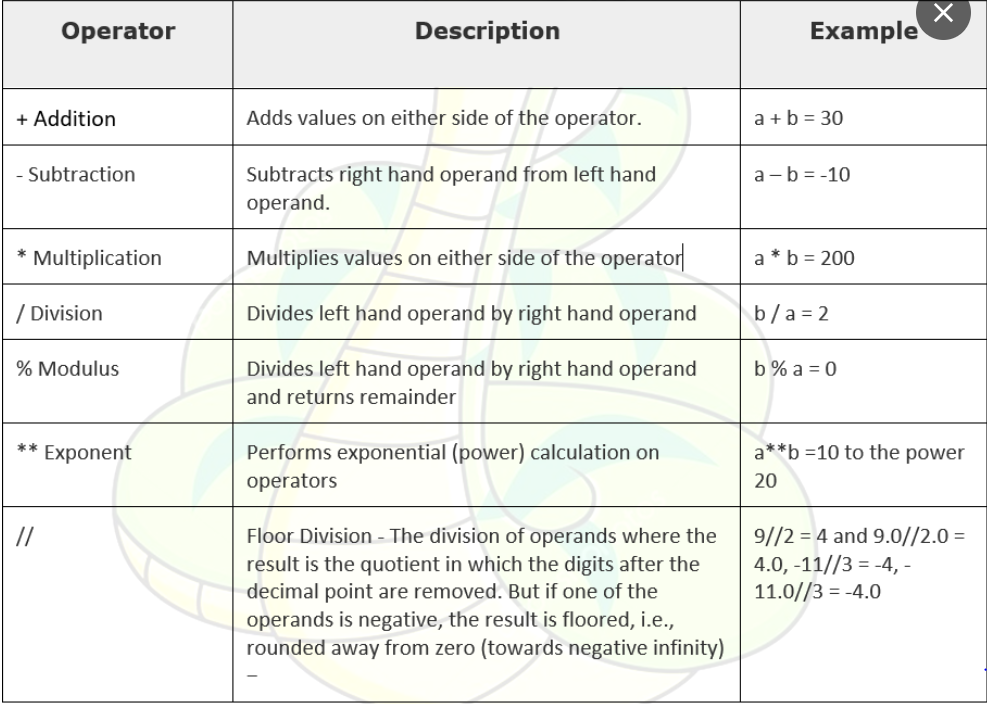 Operator Description Example
+ Addition Adds values on either side of the operator. a + b = 30
- Subtraction Subtracts right hand operand from left hand a – b = -10
operand.
* Multiplication Multiplies values on either side of the operator a * b = 200
/ Division Divides left hand operand by right hand operand b / a = 2
% Modulus Divides left hand operand by right hand operand b % a = 0
and returns remainder
** Exponent Performs exponential (power) calculation on a**b =10 to the power
operators 20
// Floor Division - The division of operands where the 9//2 = 4 and 9.0//2.0 =
result is the quotient in which the digits after the 4.0, -11//3 = -4, -
decimal point are removed. But if one of the 11.0//3 = -4.0
operands is negative, the result is floored, i.e.,
rounded away from zero (towards negative infinity)
–